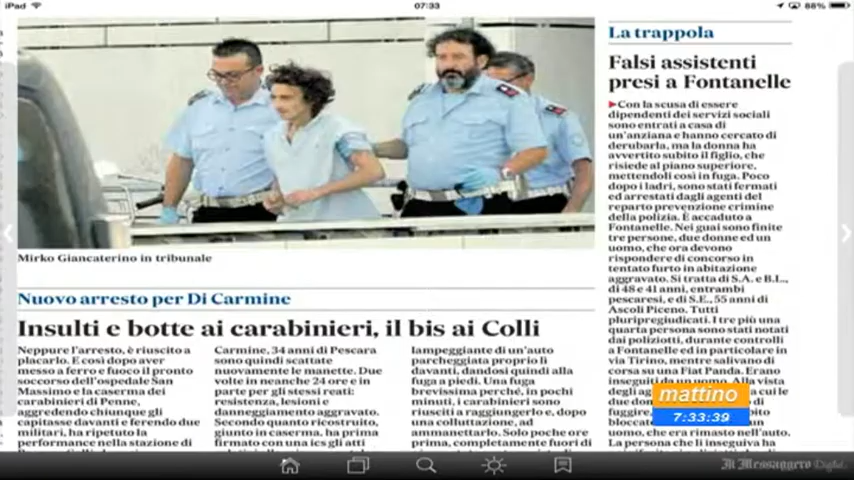 iPad
07:33
88%
Mirko Giancaterino in tribunale
Nuovo arresto per Di Carmine
Insulti e botte ai carabinieri, il bis ai Colli
Neppure l'arresto, è riuscito a
placarlo. E così dopo aver
messo a ferro e fuoco il pronto
soccorso dell'ospedale San
Massimo e la caserma dei
carabinieri di Penne,
aggredendo chiunque gli
capitasse davanti e ferendo due
militari, ha ripetuto la
performance nella stazione di
Carmine, 34 anni di Pescara
sono quindi scattate
nuovamente le manette. Due
volte in neanche 24 ore e in
parte per gli stessi reati:
resistenza, lesioni e
danneggiamento aggravato.
Secondo quanto ricostruito,
giunto in caserma, ha prima
firmato con una ics gli atti
lampeggiante di un'auto
parcheggiata proprio lì
davanti, dandosi quindi alla
fuga a piedi. Una fuga
brevissima perché, in pochi
minuti, i carabinieri sono
riusciti a raggiungerlo e, dopo
una colluttazione, ad
ammanettarlo. Solo poche ore
prima, completamente fuori di
La trappola
Falsi assistenti
presi a Fontanelle
Con la scusa di essere
dipendenti dei servizi sociali
sono entrati a casa di
un'anziana e hanno cercato di
derubarla, ma la donna ha
avvertito subito il figlio, che
risiede al piano superiore,
mettendoli così in fuga. Poco
dopo i ladri, sono stati fermati
ed arrestati dagli agenti del
reparto prevenzione crimine
della polizia. È accaduto a
Fontanelle. Nei guai sono finite
tre persone, due donne ed un
uomo, che ora devono
rispondere di concorso in
tentato furto in abitazione
aggravato. Si tratta di S.A. e B.L.,
di 48 e 41 anni, entrambi
pescaresi, e di S.E., 55 anni di
Ascoli Piceno. Tutti
pluripregiudicati. I tre più una
quarta persona sono stati notati
dai poliziotti, durante controlli
a Fontanelle ed in particolare in
via Tirino, mentre salivano di
corsa su una Fiat Panda. Erano
inseguiti da un uomo. Alla vista
degli a cui le
due don
fuggire,
bloccat
uomo, che era rimasto nell'auto.
La persona che li inseguiva ha
mattino
7:33:39
Il Messaggero Digital